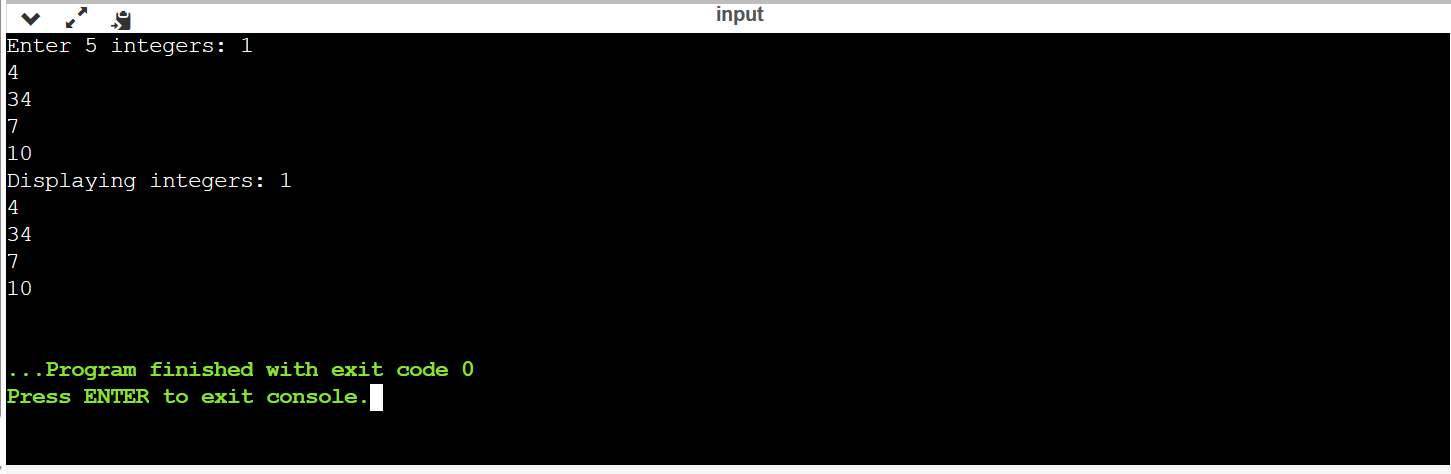 input
Enter 5 integers: 1
4
34
7
10
Displaying integers: 1
4
34
7
10
...Program finished with exit code 0
Press ENTER to exit console.